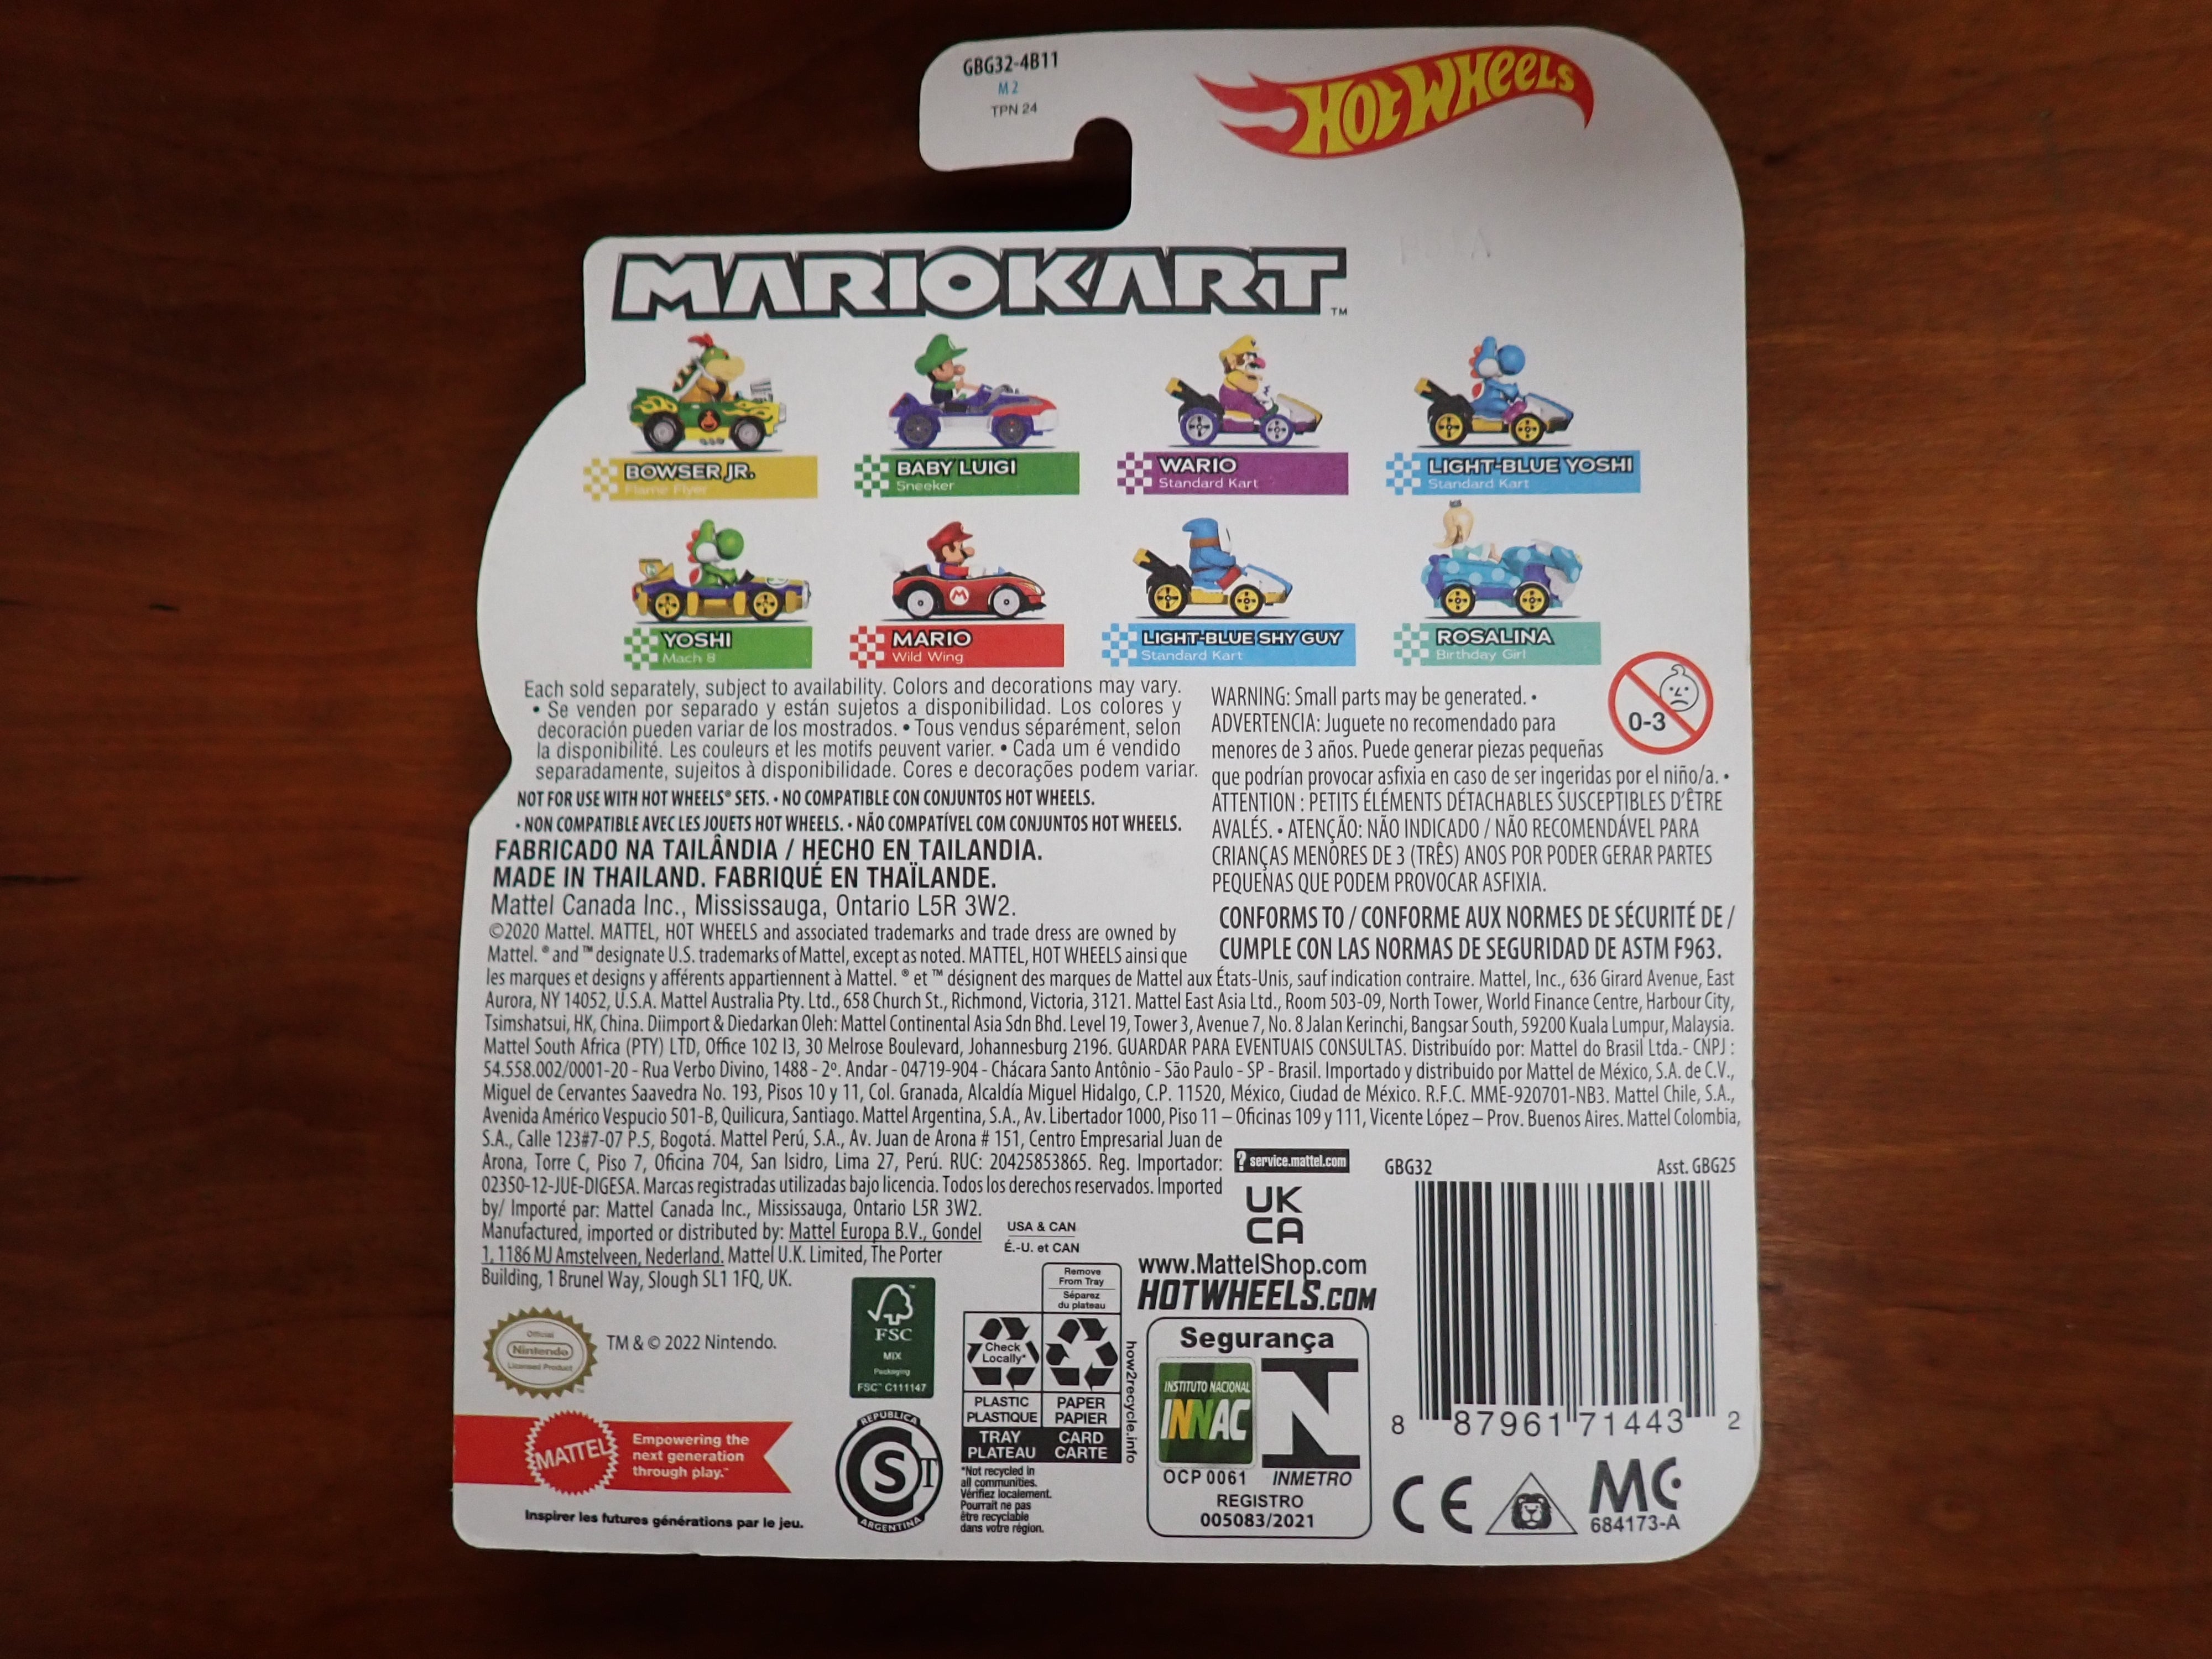 GBG32-4B11
M 2
TPN 24
HOT WHEELS
MARIOKART™
BOWSER JR.
Flame Flyer
BABY LUIGI
Sneeker
WARIO
Standard Kart
LIGHT-BLUE YOSHI
Standard Kart
YOSHI
Mach 8
MARIO
Wild Wing
LIGHT-BLUE SHY GUY
Standard Kart
ROSALINA
Birthday Girl
Each sold separately, subject to availability. Colors and decorations may vary.
• Se venden por separado y están sujetos a disponibilidad. Los colores y
decoración pueden variar de los mostrados. • Tous vendus séparément, selon
la disponibilité. Les couleurs et les motifs peuvent varier. • Cada um é vendido
separadamente, sujeitos à disponibilidade. Cores e decorações podem variar.
NOT FOR USE WITH HOT WHEELS® SETS. • NO COMPATIBLE CON CONJUNTOS HOT WHEELS.
• NON COMPATIBLE AVEC LES JOUETS HOT WHEELS. • NÃO COMPATÍVEL COM CONJUNTOS HOT WHEELS.
FABRICADO NA TAILÂNDIA / HECHO EN TAILANDIA.
MADE IN THAILAND. FABRIQUÉ EN THAÏLANDE.
Mattel Canada Inc., Mississauga, Ontario L5R 3W2.
WARNING: Small parts may be generated. •
ADVERTENCIA: Juguete no recomendado para
menores de 3 años. Puede generar piezas pequeñas
que podrían provocar asfixia en caso de ser ingeridas por el niño/a. •
ATTENTION : PETITS ÉLÉMENTS DÉTACHABLES SUSCEPTIBLES D'ÊTRE
AVALÉS. • ATENÇÃO: NÃO INDICADO / NÃO RECOMENDÁVEL PARA
CRIANÇAS MENORES DE 3 (TRÊS) ANOS POR PODER GERAR PARTES
PEQUENAS QUE PODEM PROVOCAR ASFIXIA.
0-3
CONFORMS TO / CONFORME AUX NORMES DE SÉCURITÉ DE /
CUMPLE CON LAS NORMAS DE SEGURIDAD DE ASTM F963.
©2020 Mattel. MATTEL, HOT WHEELS and associated trademarks and trade dress are owned by
Mattel. ® and ™ designate U.S. trademarks of Mattel, except as noted. MATTEL, HOT WHEELS ainsi que
les marques et designs y afférents appartiennent à Mattel. ® et ™ désignent des marques de Mattel aux États-Unis, sauf indication contraire. Mattel, Inc., 636 Girard Avenue, East
Aurora, NY 14052, U.S.A. Mattel Australia Pty. Ltd., 658 Church St., Richmond, Victoria, 3121. Mattel East Asia Ltd., Room 503-09, North Tower, World Finance Centre, Harbour City,
Tsimshatsui, HK, China. Diimport & Diedarkan Oleh: Mattel Continental Asia Sdn Bhd. Level 19, Tower 3, Avenue 7, No. 8 Jalan Kerinchi, Bangsar South, 59200 Kuala Lumpur, Malaysia.
Mattel South Africa (PTY) LTD, Office 102 I3, 30 Melrose Boulevard, Johannesburg 2196. GUARDAR PARA EVENTUAIS CONSULTAS. Distribuído por: Mattel do Brasil Ltda.- CNPJ :
54.558.002/0001-20 - Rua Verbo Divino, 1488 - 2º. Andar - 04719-904 - Chácara Santo Antônio - São Paulo - SP - Brasil. Importado y distribuido por Mattel de México, S.A. de C.V.,
Miguel de Cervantes Saavedra No. 193, Pisos 10 y 11, Col. Granada, Alcaldía Miguel Hidalgo, C.P. 11520, México, Ciudad de México. R.F.C. MME-920701-NB3. Mattel Chile, S.A.,
Avenida Américo Vespucio 501-B, Quilicura, Santiago. Mattel Argentina, S.A., Av. Libertador 1000, Piso 11 – Oficinas 109 y 111, Vicente López – Prov. Buenos Aires. Mattel Colombia,
S.A., Calle 123#7-07 P.5, Bogotá. Mattel Perú, S.A., Av. Juan de Arona # 151, Centro Empresarial Juan de
Arona, Torre C, Piso 7, Oficina 704, San Isidro, Lima 27, Perú. RUC: 20425853865. Reg. Importador:
02350-12-JUE-DIGESA. Marcas registradas utilizadas bajo licencia. Todos los derechos reservados. Imported
by/ Importé par: Mattel Canada Inc., Mississauga, Ontario L5R 3W2.
Manufactured, imported or distributed by: Mattel Europa B.V., Gondel
1, 1186 MJ Amstelveen, Nederland. Mattel U.K. Limited, The Porter
Building, 1 Brunel Way, Slough SL1 1FQ, UK.
? service.mattel.com
UK
CA
GBG32
Asst. GBG25
USA & CAN
É.-U. et CAN
www.MattelShop.com
HOTWHEELS.COM
Official
Nintendo
Licensed Product
™
TM & © 2022 Nintendo.
FSC
MIX
Packaging
FSC™ C111147
Remove
From Tray
Séparez
du plateau
Check
Locally*
PLASTIC
PLASTIQUE
TRAY
PLATEAU
PAPER
PAPIER
CARD
CARTE
how2recycle.info
*Not recycled in
all communities.
Vérifiez localement.
Pourrait ne pas
être recyclable
dans votre région.
Segurança
INSTITUTO NACIONAL
INNAC
OCP 0061
INMETRO
REGISTRO
005083/2021
8 87961 71443 2
MATTEL
Empowering the
next generation
through play.™
Inspirer les futures générations par le jeu.
REPUBLICA
S
T
ARGENTINA
CE
MC
684173-A